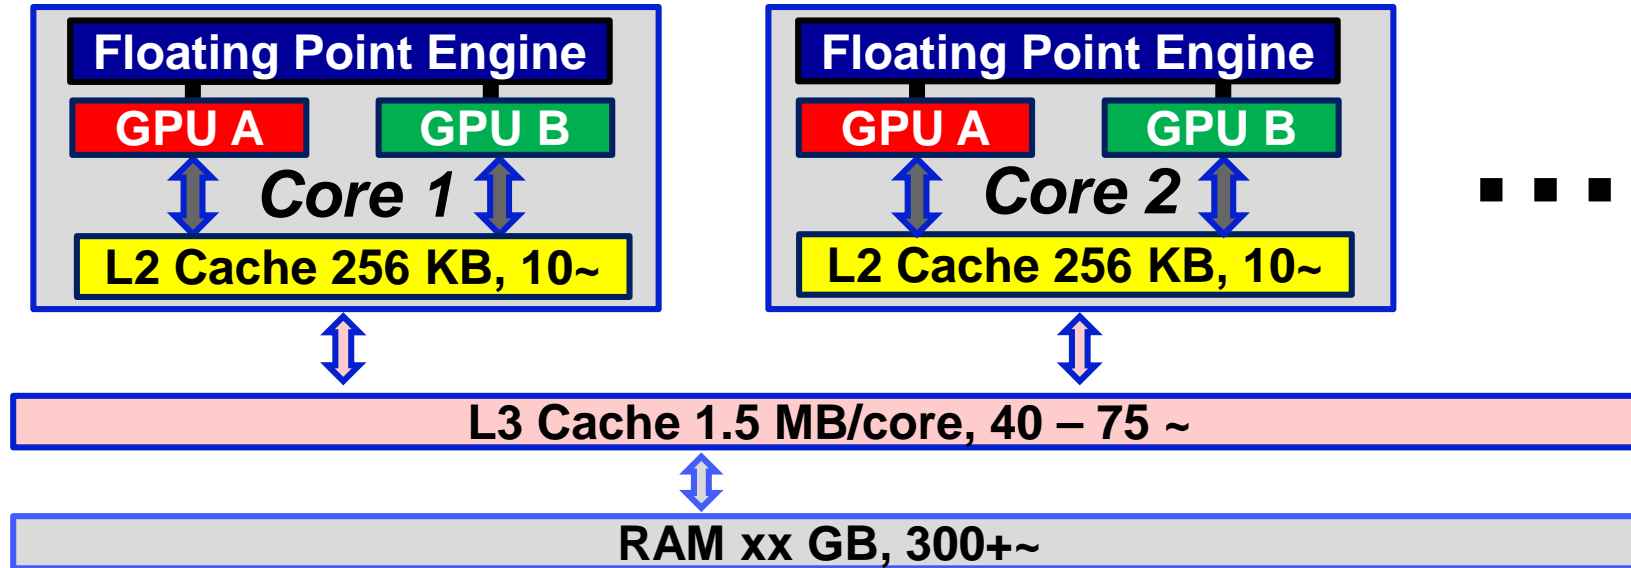 Floating Point Engine
GPU A
GPU B
Core 1
L2 Cache 256 KB, 10~
Floating Point Engine
GPU A
GPU B
Core 2
L2 Cache 256 KB, 10~
...
L3 Cache 1.5 MB/core, 40 – 75 ~
RAM xx GB, 300+~